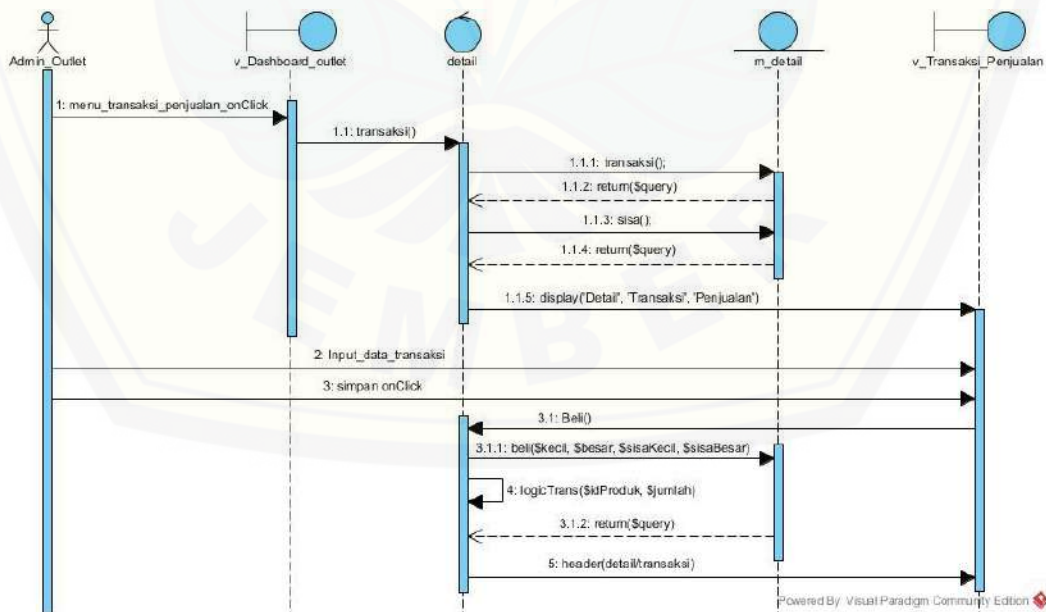 Admin_Outlet
v_Dashboard_outlet
detail
m_detail
v_Transaksi_Penjualan
1: menu_transaksi_penjualan_onClick
1.1: transaksi()
1.1.1: transaksi();
1.1.2: return($query)
1.1.3: sisa();
1.1.4: return($query)
1.1.5: display('Detail', 'Transaksi', 'Penjualan')
2: Input_data_transaksi
3: simpan onClick
3.1: Beli()
3.1.1: beli($kecil, $besar, $sisaKecil, $sisaBesar)
4: logicTrans($idProduk, $jumlah)
3.1.2: return($query)
5: header(detail/transaksi)
JEMBER
Powered By Visual Paradigm Community Edition